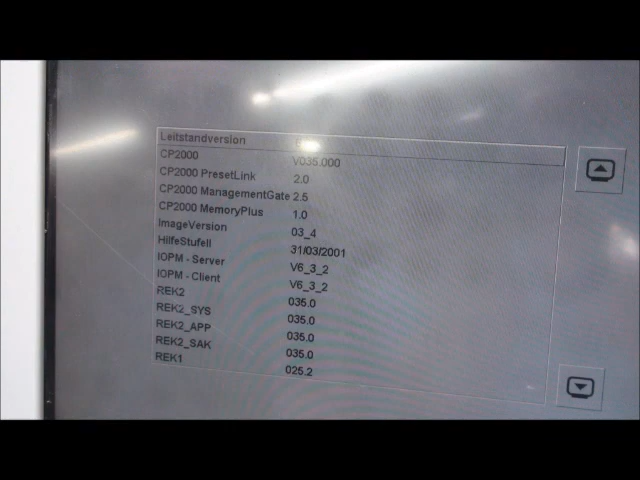 Leitstandversion
CP2000 V035.000
CP2000 PresetLink 2.0
CP2000 ManagementGate 2.5
CP2000 MemoryPlus 1.0
ImageVersion 03_4
HilfeStufeII 31/03/2001
IOPM - Server V6_3_2
IOPM - Client V6_3_2
REK2 035.0
REK2_SYS 035.0
REK2_APP 035.0
REK2_SAK 035.0
REK1 025.2